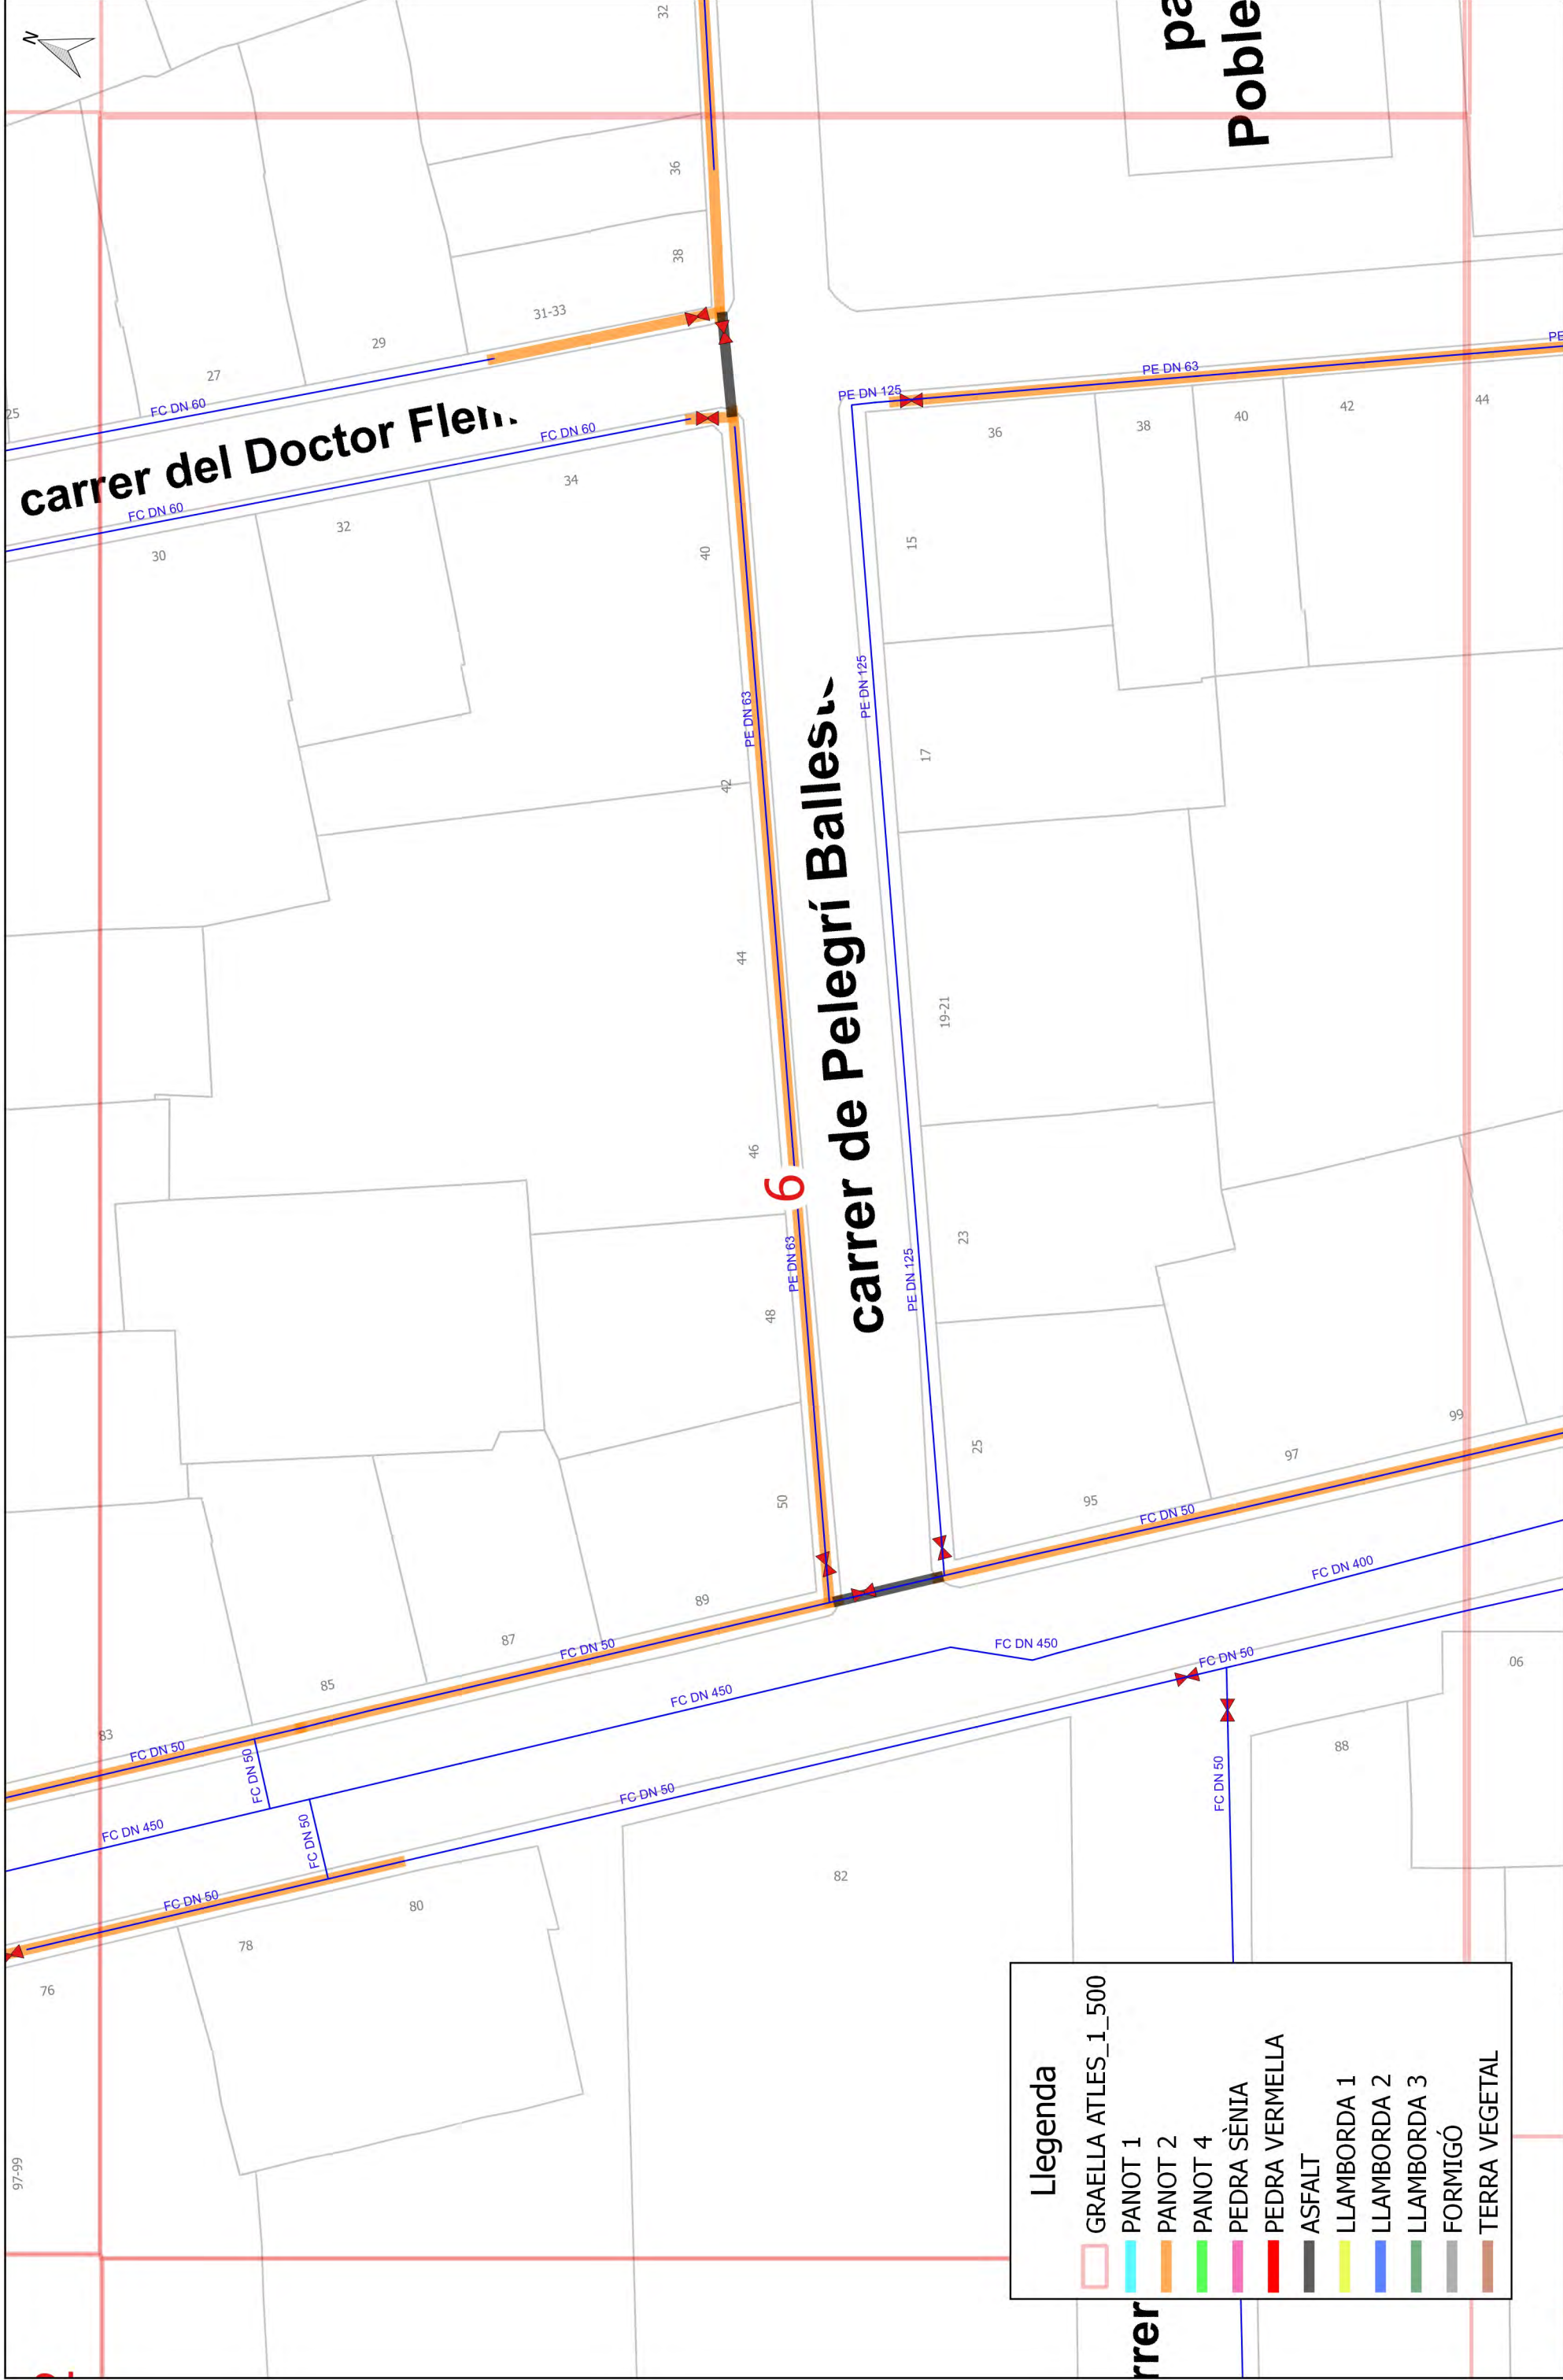 N
32
36
38
31-33
29
27
25
FC DN 60
carrer del Doctor
FC DN 60
FC DN 60
34
32
30
40
42
44
46
48
50
PE DN 63
PE DN 63
6
carrer de Pelegrí
PE DN 125
PE DN 125
PE DN 125
PE DN 63
PE
36
38
40
42
44
15
17
19-21
23
25
95
97
99
FC DN 50
FC DN 400
FC DN 450
FC DN 450
FC DN 450
FC DN 50
FC DN 50
FC DN 50
FC DN 50
FC DN 50
FC DN 50
FC DN 50
FC DN 50
83
85
87
89
76
78
80
82
88
06
97-99
pa
Poble
rrer
Llegenda
GRAELLA ATLES_1_500
PANOT 1
PANOT 2
PANOT 4
PEDRA SÈNIA
PEDRA VERMELLA
ASFALT
LLAMBORDA 1
LLAMBORDA 2
LLAMBORDA 3
FORMIGÓ
TERRA VEGETAL